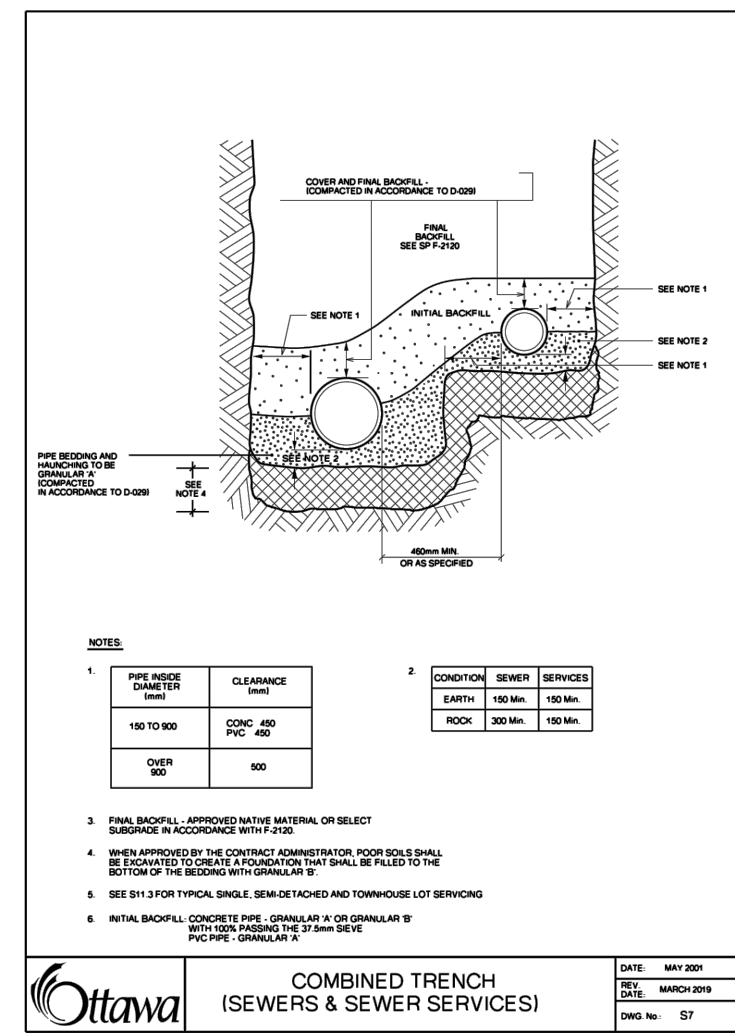 COVER AND FINAL BACKFILL -
(COMPACTED IN ACCORDANCE TO D-029)
FINAL
BACKFILL
SEE SP F-2120
SEE NOTE 1
SEE NOTE 1
INITIAL BACKFILL
SEE NOTE 2
SEE NOTE 1
PIPE BEDDING AND
HAUNCHING TO BE
GRANULAR 'A'
(COMPACTED
IN ACCORDANCE TO D-029)
SEE NOTE 2
SEE
NOTE 4
460mm MIN.
OR AS SPECIFIED
NOTES:
1.
PIPE INSIDE
DIAMETER
(mm)
CLEARANCE
(mm)
150 TO 900
CONC 450
PVC 450
OVER
900
500
2.
CONDITION SEWER SERVICES
EARTH 150 Min. 150 Min.
ROCK 300 Min. 150 Min.
3. FINAL BACKFILL - APPROVED NATIVE MATERIAL OR SELECT
SUBGRADE IN ACCORDANCE WITH F-2120.
4. WHEN APPROVED BY THE CONTRACT ADMINISTRATOR, POOR SOILS SHALL
BE EXCAVATED TO CREATE A FOUNDATION THAT SHALL BE FILLED TO THE
BOTTOM OF THE BEDDING WITH GRANULAR 'B'.
5. SEE S11.3 FOR TYPICAL SINGLE, SEMI-DETACHED AND TOWNHOUSE LOT SERVICING
6. INITIAL BACKFILL: CONCRETE PIPE - GRANULAR 'A' OR GRANULAR 'B'
WITH 100% PASSING THE 37.5mm SIEVE
PVC PIPE - GRANULAR 'A'
Ottawa
COMBINED TRENCH
(SEWERS & SEWER SERVICES)
DATE: MAY 2001
REV.
DATE: MARCH 2019
DWG. No.: S7